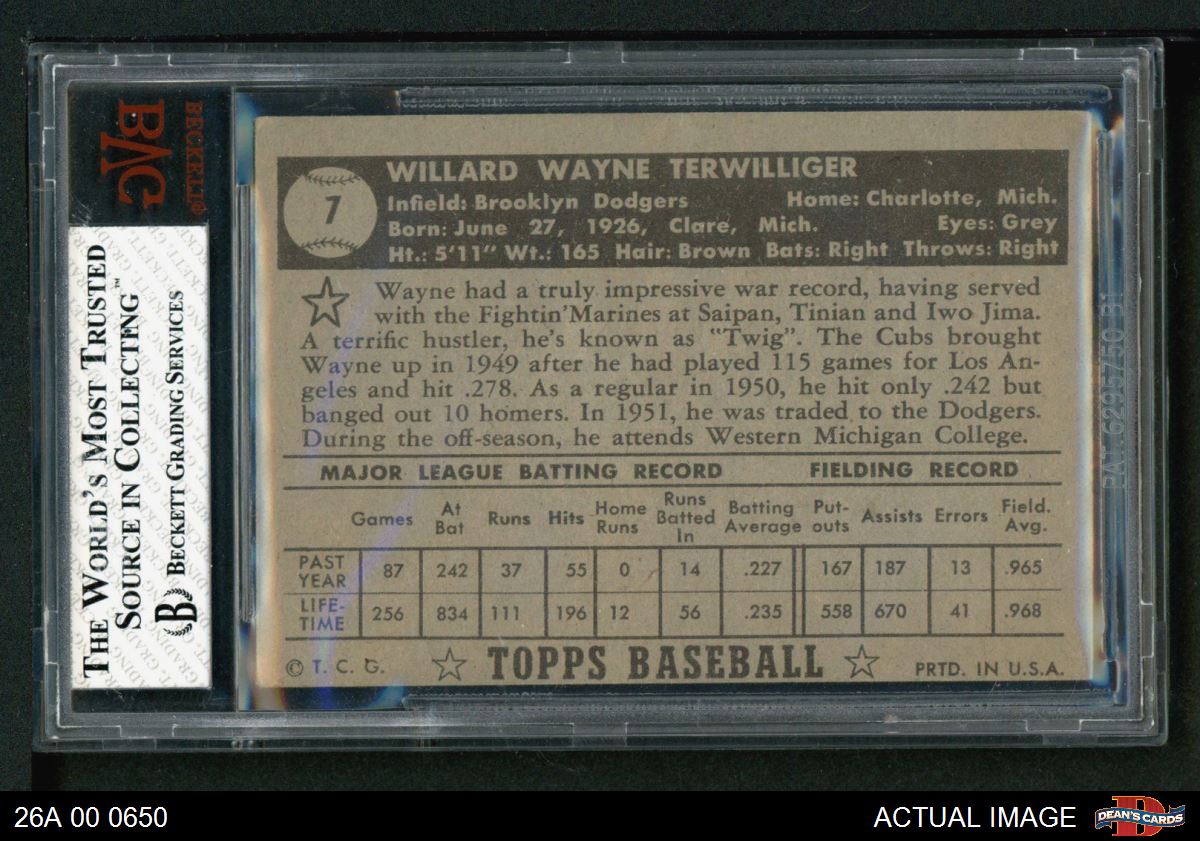 BECKETT®
BVG
THE WORLD'S MOST TRUSTED
SOURCE IN COLLECTING™
BECKETT GRADING SERVICES
B
7
WILLARD WAYNE TERWILLIGER
Infield: Brooklyn Dodgers Home: Charlotte, Mich.
Born: June 27, 1926, Clare, Mich. Eyes: Grey
Ht.: 5'11" Wt.: 165 Hair: Brown Bats: Right Throws: Right
Wayne had a truly impressive war record, having served
with the Fightin' Marines at Saipan, Tinian and Iwo Jima.
A terrific hustler, he's known as "Twig". The Cubs brought
Wayne up in 1949 after he had played 115 games for Los An-
geles and hit .278. As a regular in 1950, he hit only .242 but
banged out 10 homers. In 1951, he was traded to the Dodgers.
During the off-season, he attends Western Michigan College.
MAJOR LEAGUE BATTING RECORD FIELDING RECORD
Games At Bat Runs Hits Home Runs Runs Batted In Batting Average Put-outs Assists Errors Field. Avg.
PAST YEAR 87 242 37 55 0 14 .227 167 187 13 .965
LIFE-TIME 256 834 111 196 12 56 .235 558 670 41 .968
© T. C. G. TOPPS BASEBALL PRTD. IN U.S.A.
PAT. 6295750 B1
26A 00 0650
ACTUAL IMAGE
DEAN'S CARDS